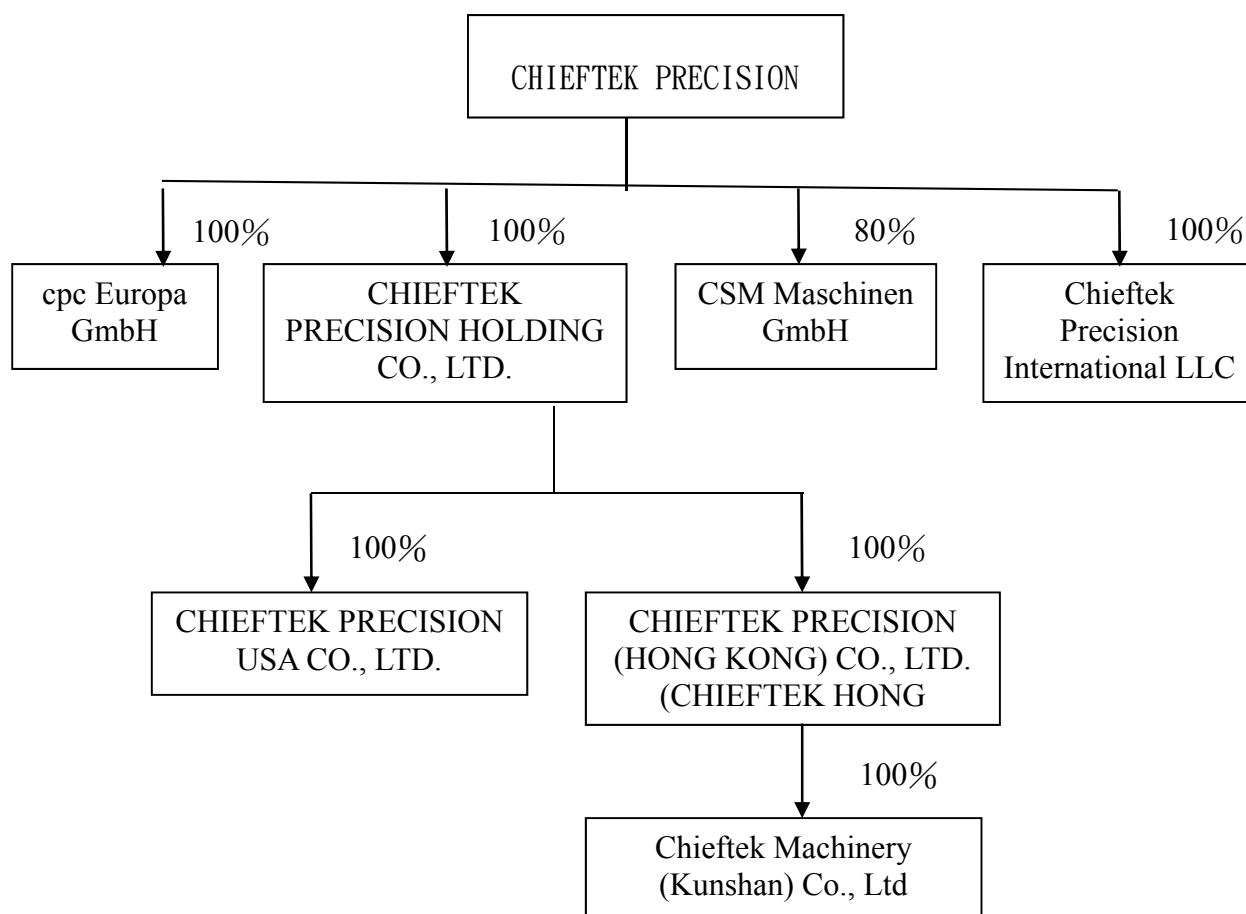 CHIEFTEK PRECISION
100%
100%
80%
100%
cpc Europa
GmbH
CHIEFTEK
PRECISION HOLDING
CO., LTD.
CSM Maschinen
GmbH
Chieftek
Precision
International LLC
100%
100%
CHIEFTEK PRECISION
USA CO., LTD.
CHIEFTEK PRECISION
(HONG KONG) CO., LTD.
(CHIEFTEK HONG
100%
Chieftek Machinery
(Kunshan) Co., Ltd